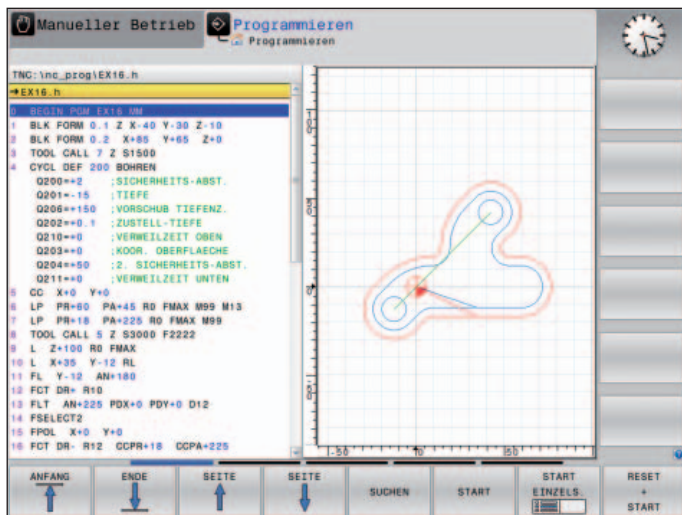 Manueller Betrieb
Programmieren
Programmieren
TNC:\nc_prog\EX16.h
→EX16.h
0 BEGIN PGM EX16 MM
1 BLK FORM 0.1 Z X-40 Y-30 Z-10
2 BLK FORM 0.2 X+85 Y+65 Z+0
3 TOOL CALL 7 Z S1500
4 CYCL DEF 200 BOHREN
Q200=+2 ;SICHERHEITS-ABST.
Q201=-15 ;TIEFE
Q206=+150 ;VORSCHUB TIEFENZ.
Q202=+0.1 ;ZUSTELL-TIEFE
Q210=+0 ;VERWEILZEIT OBEN
Q203=+0 ;KOOR. OBERFLAECHE
Q204=+50 ;2. SICHERHEITS-ABST.
Q211=+0 ;VERWEILZEIT UNTEN
5 CC X+0 Y+0
6 LP PR+60 PA+45 R0 FMAX M99 M13
7 LP PR+18 PA+225 R0 FMAX M99
8 TOOL CALL 5 Z S3000 F2222
9 L Z+100 R0 FMAX
10 L X+35 Y-12 RL
11 FL Y-12 AN+180
12 FCT DR+ R10
13 FLT AN+225 PDX+0 PDY+0 D12
14 FSELECT2
15 FPOL X+0 Y+0
16 FCT DR- R12 CCPR+18 CCPA+225
100
50
0
-50
-50
0
50
ANFANG
ENDE
SEITE
SEITE
SUCHEN
START
START
EINZELS.
RESET
+
START